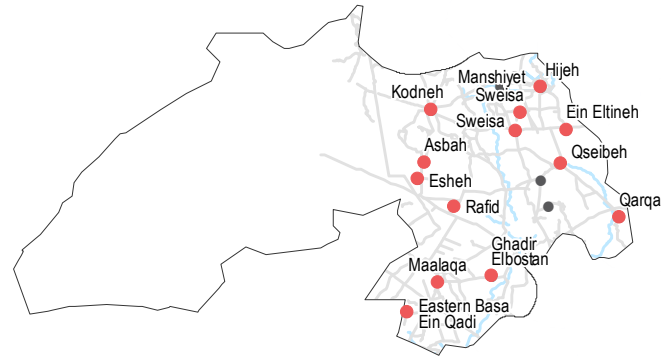 Hijeh
Manshiyet
Sweisa
Kodneh
Ein Eltineh
Sweisa
Asbah
Qseibeh
Esheh
Qarqa
Rafid
Ghadir
Elbostan
Maalaqa
Eastern Basa
Ein Qadi